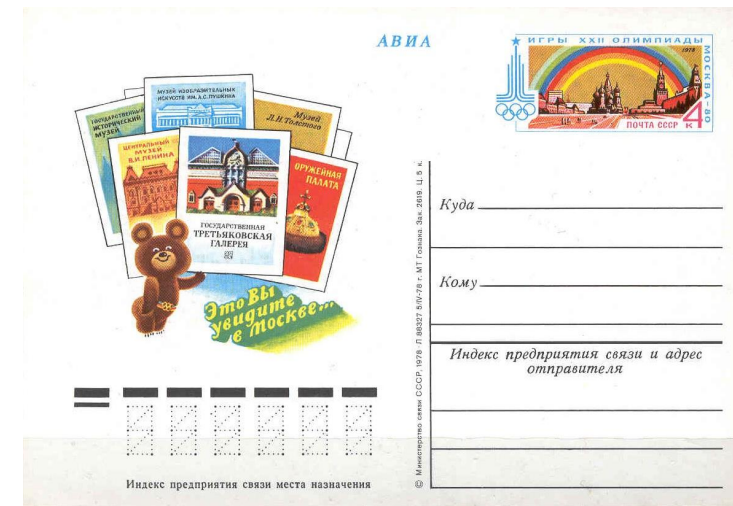 АВИА
ИГРЫ XXII ОЛИМПИАДЫ
МОСКВА-80
1978
ПОЧТА СССР
4
К
МУЗЕЙ ИЗОБРАЗИТЕЛЬНЫХ
ИСКУССТВ ИМ. А.С. ПУШКИНА
ГОСУДАРСТВЕННЫЙ
ИСТОРИЧЕСКИЙ
МУЗЕЙ
Музей
Л.Н.Толстого
ЦЕНТРАЛЬНЫЙ
МУЗЕЙ
В.И.ЛЕНИНА
ОРУЖЕЙНАЯ
ПАЛАТА
ГОСУДАРСТВЕННАЯ
ТРЕТЬЯКОВСКАЯ
ГАЛЕРЕЯ
Это Вы
увидите
в Москве...
Куда
Кому
Индекс предприятия связи и адрес
отправителя
Индекс предприятия связи места назначения
© Министерство связи СССР, 1978 · Л 88327 5/IV-78 г. МТ Гознака. Зак. 2619. Ц. 5 к.